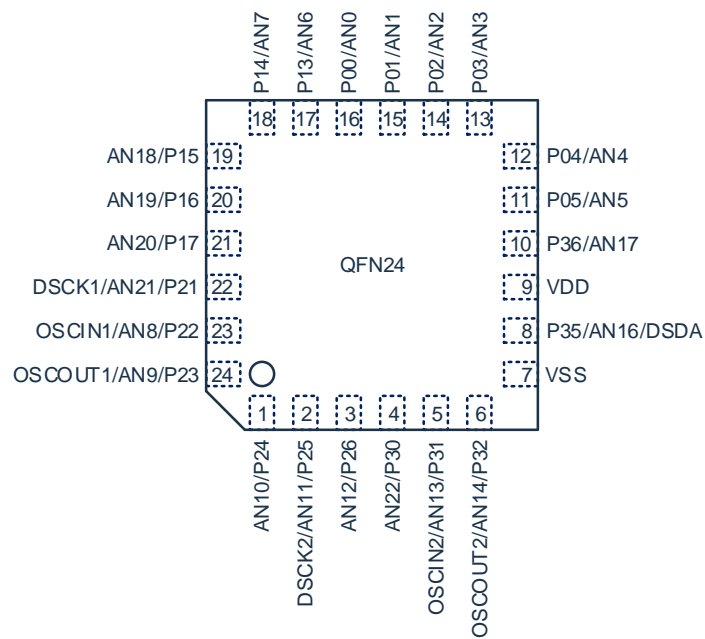 P14/AN7
P13/AN6
P00/AN0
P01/AN1
P02/AN2
P03/AN3
18
17
16
15
14
13
AN18/P15 19
AN19/P16 20
AN20/P17 21
DSCK1/AN21/P21 22
OSCIN1/AN8/P22 23
OSCOUT1/AN9/P23 24
QFN24
12 P04/AN4
11 P05/AN5
10 P36/AN17
9 VDD
8 P35/AN16/DSDA
7 VSS
1
2
3
4
5
6
AN10/P24
DSCK2/AN11/P25
AN12/P26
AN22/P30
OSCIN2/AN13/P31
OSCOUT2/AN14/P32